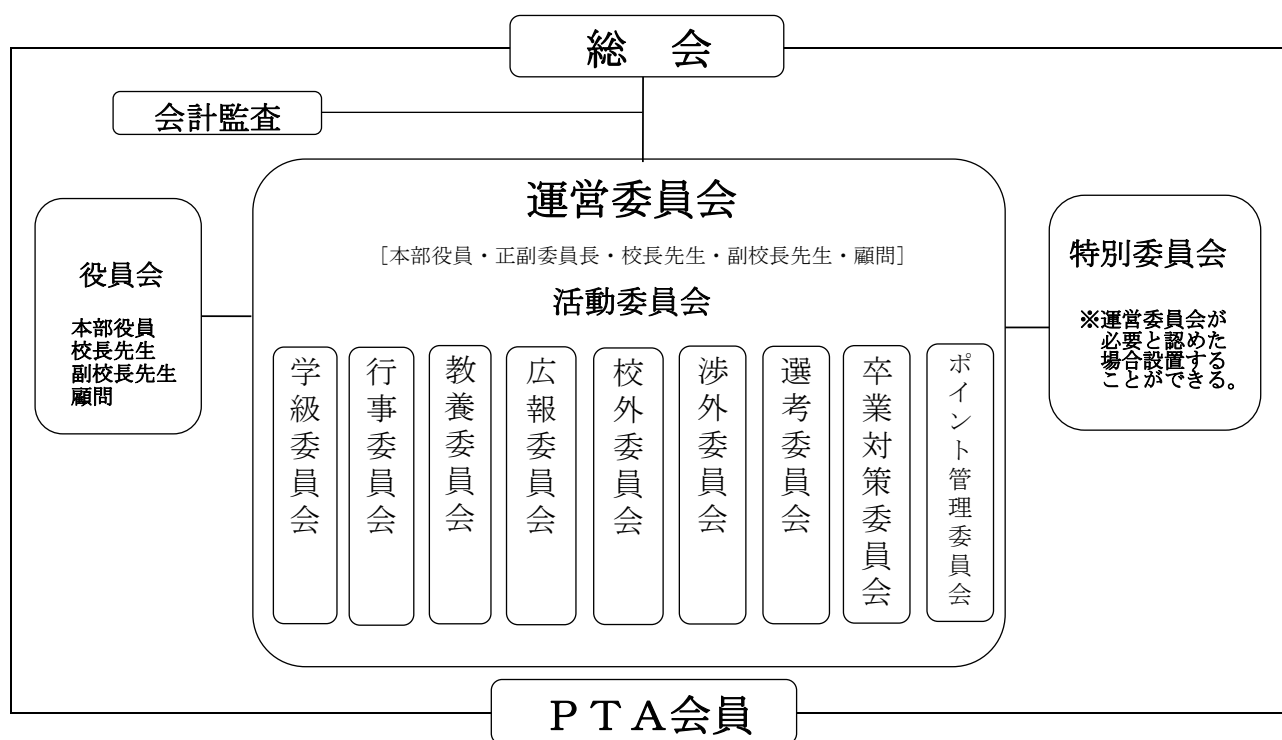 総　会
会計監査
運営委員会
［本部役員・正副委員長・校長先生・副校長先生・顧問］
役員会
本部役員
校長先生
副校長先生
顧問
特別委員会
※運営委員会が
必要と認めた
場合設置する
ことができる。
活動委員会
学級委員会
行事委員会
教養委員会
広報委員会
校外委員会
渉外委員会
選考委員会
卒業対策委員会
ポイント管理委員会
ＰＴＡ会員